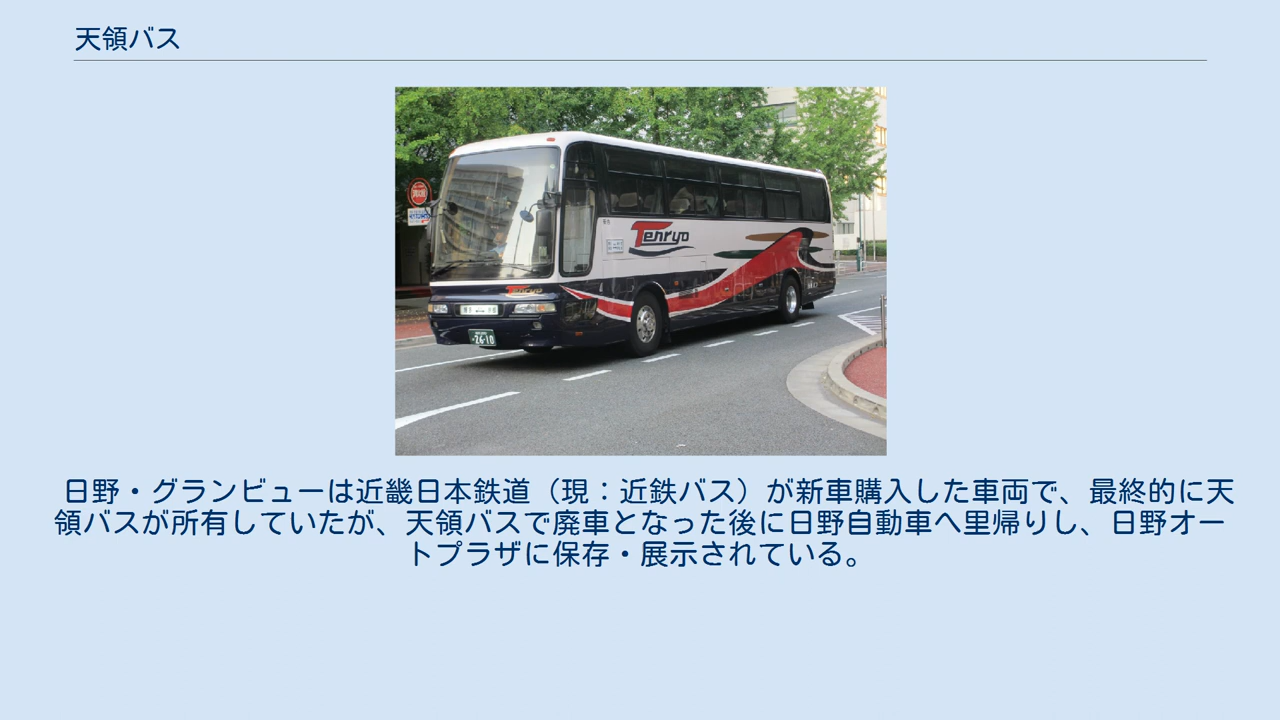 天領バス
Tenryo
Tenryo
26-10
日野・グランビューは近畿日本鉄道（現：近鉄バス）が新車購入した車両で、最終的に天
領バスが所有していたが、天領バスで廃車となった後に日野自動車へ里帰りし、日野オー
トプラザに保存・展示されている。